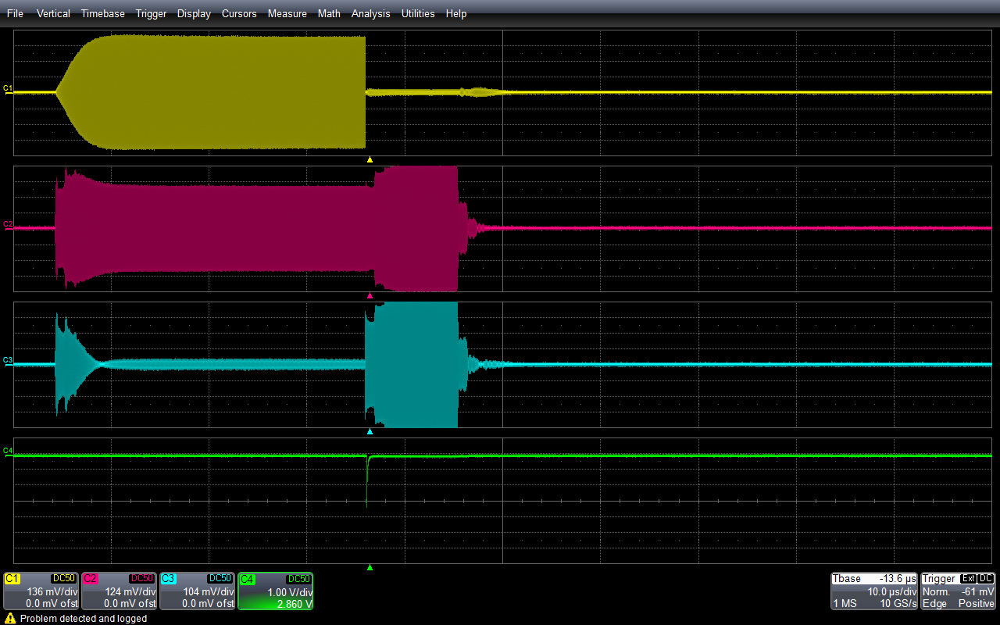 File Vertical Timebase Trigger Display Cursors Measure Math Analysis Utilities Help
C1
C2
C3
C4
C1 DC50
136 mV/div
0.0 mV ofst
C2 DC50
124 mV/div
0.0 mV ofst
C3 DC50
104 mV/div
0.0 mV ofst
C4 DC50
1.00 V/div
2.860 V
Tbase -13.6 µs
10.0 µs/div
1 MS 10 GS/s
Trigger Ext DC
Norm. -61 mV
Edge Positive
Problem detected and logged